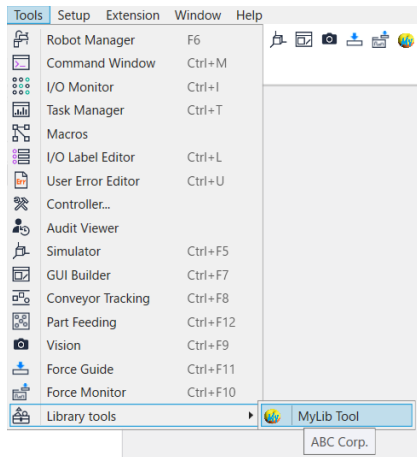 Tools Setup Extension Window Help
Robot Manager F6
Command Window Ctrl+M
I/O Monitor Ctrl+I
Task Manager Ctrl+T
Macros
I/O Label Editor Ctrl+L
User Error Editor Ctrl+U
Controller...
Audit Viewer
Simulator Ctrl+F5
GUI Builder Ctrl+F7
Conveyor Tracking Ctrl+F8
Part Feeding Ctrl+F12
Vision Ctrl+F9
Force Guide Ctrl+F11
Force Monitor Ctrl+F10
Library tools MyLib Tool
ABC Corp.